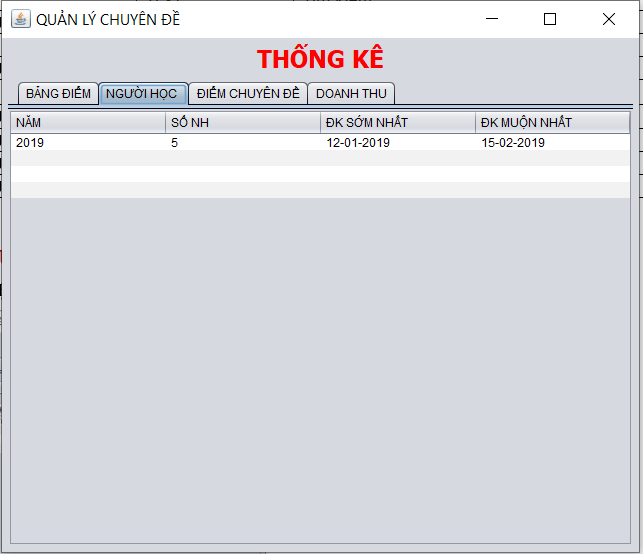 QUẢN LÝ CHUYÊN ĐỀ
THỐNG KÊ
BẢNG ĐIỂM NGƯỜI HỌC ĐIỂM CHUYÊN ĐỀ DOANH THU
NĂM SỐ NH ĐK SỚM NHẤT ĐK MUỘN NHẤT
2019 5 12-01-2019 15-02-2019